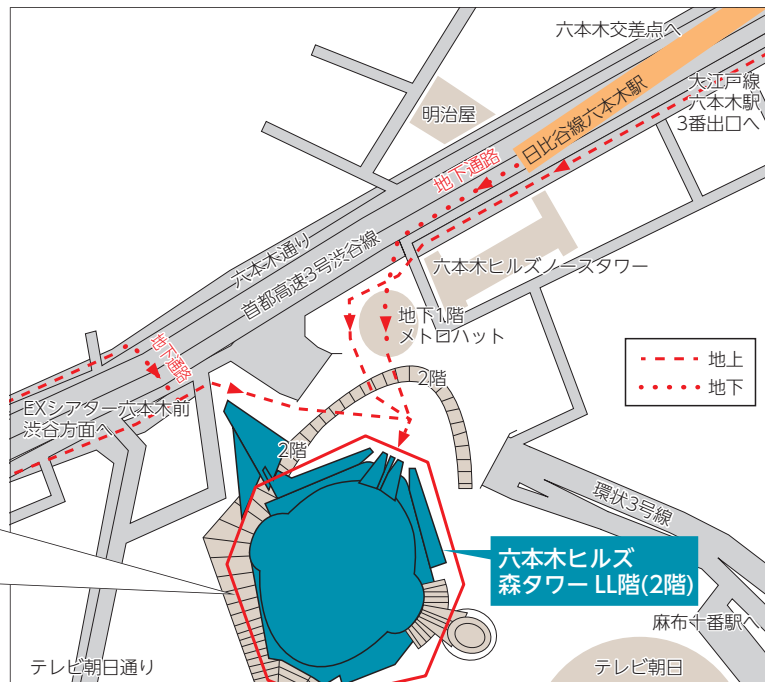 六本木交差点へ
大江戸線
六本木駅
3番出口へ
日比谷線六本木駅
明治屋
地下通路
六本木通り
首都高速3号渋谷線
六本木ヒルズノースタワー
地下1階
メトロハット
地上
地下
地下通路
2階
EXシアター六本木前
渋谷方面へ
2階
環状3号線
六本木ヒルズ
森タワー LL階(2階)
麻布十番駅へ
テレビ朝日通り
テレビ朝日